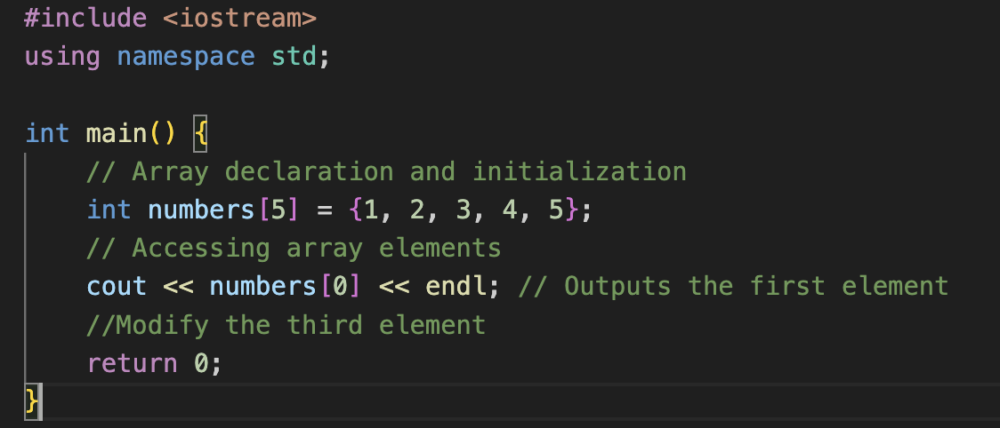 #include <iostream>
using namespace std;
int main() {
// Array declaration and initialization
int numbers[5] = {1, 2, 3, 4, 5};
// Accessing array elements
cout << numbers[0] << endl; // Outputs the first element
//Modify the third element
return 0;
}